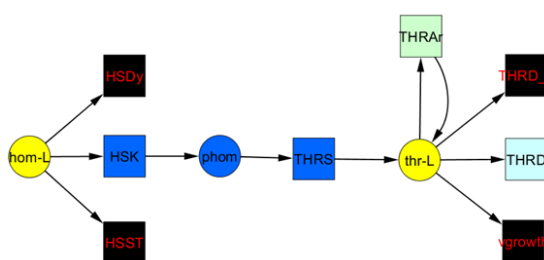 THRAr
HSDy
THRD_
hom-L
HSK
phom
THRS
thr-L
THRD
HSST
vgrowth